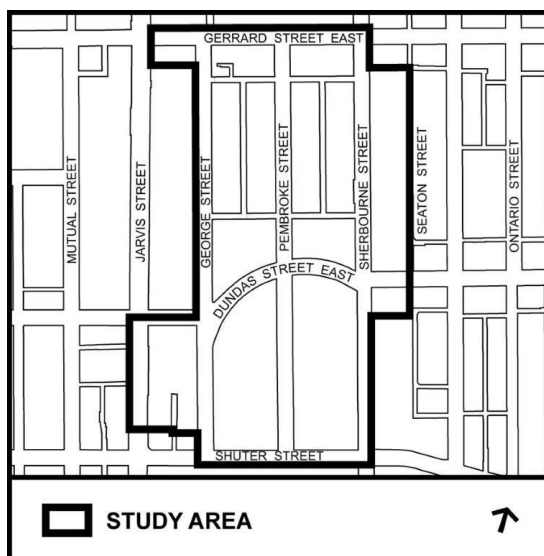 GERRARD STREET EAST
MUTUAL STREET
JARVIS STREET
GEORGE STREET
PEMBROKE STREET
SHERBOURNE STREET
SEATON STREET
ONTARIO STREET
DUNDAS STREET EAST
SHUTER STREET
STUDY AREA